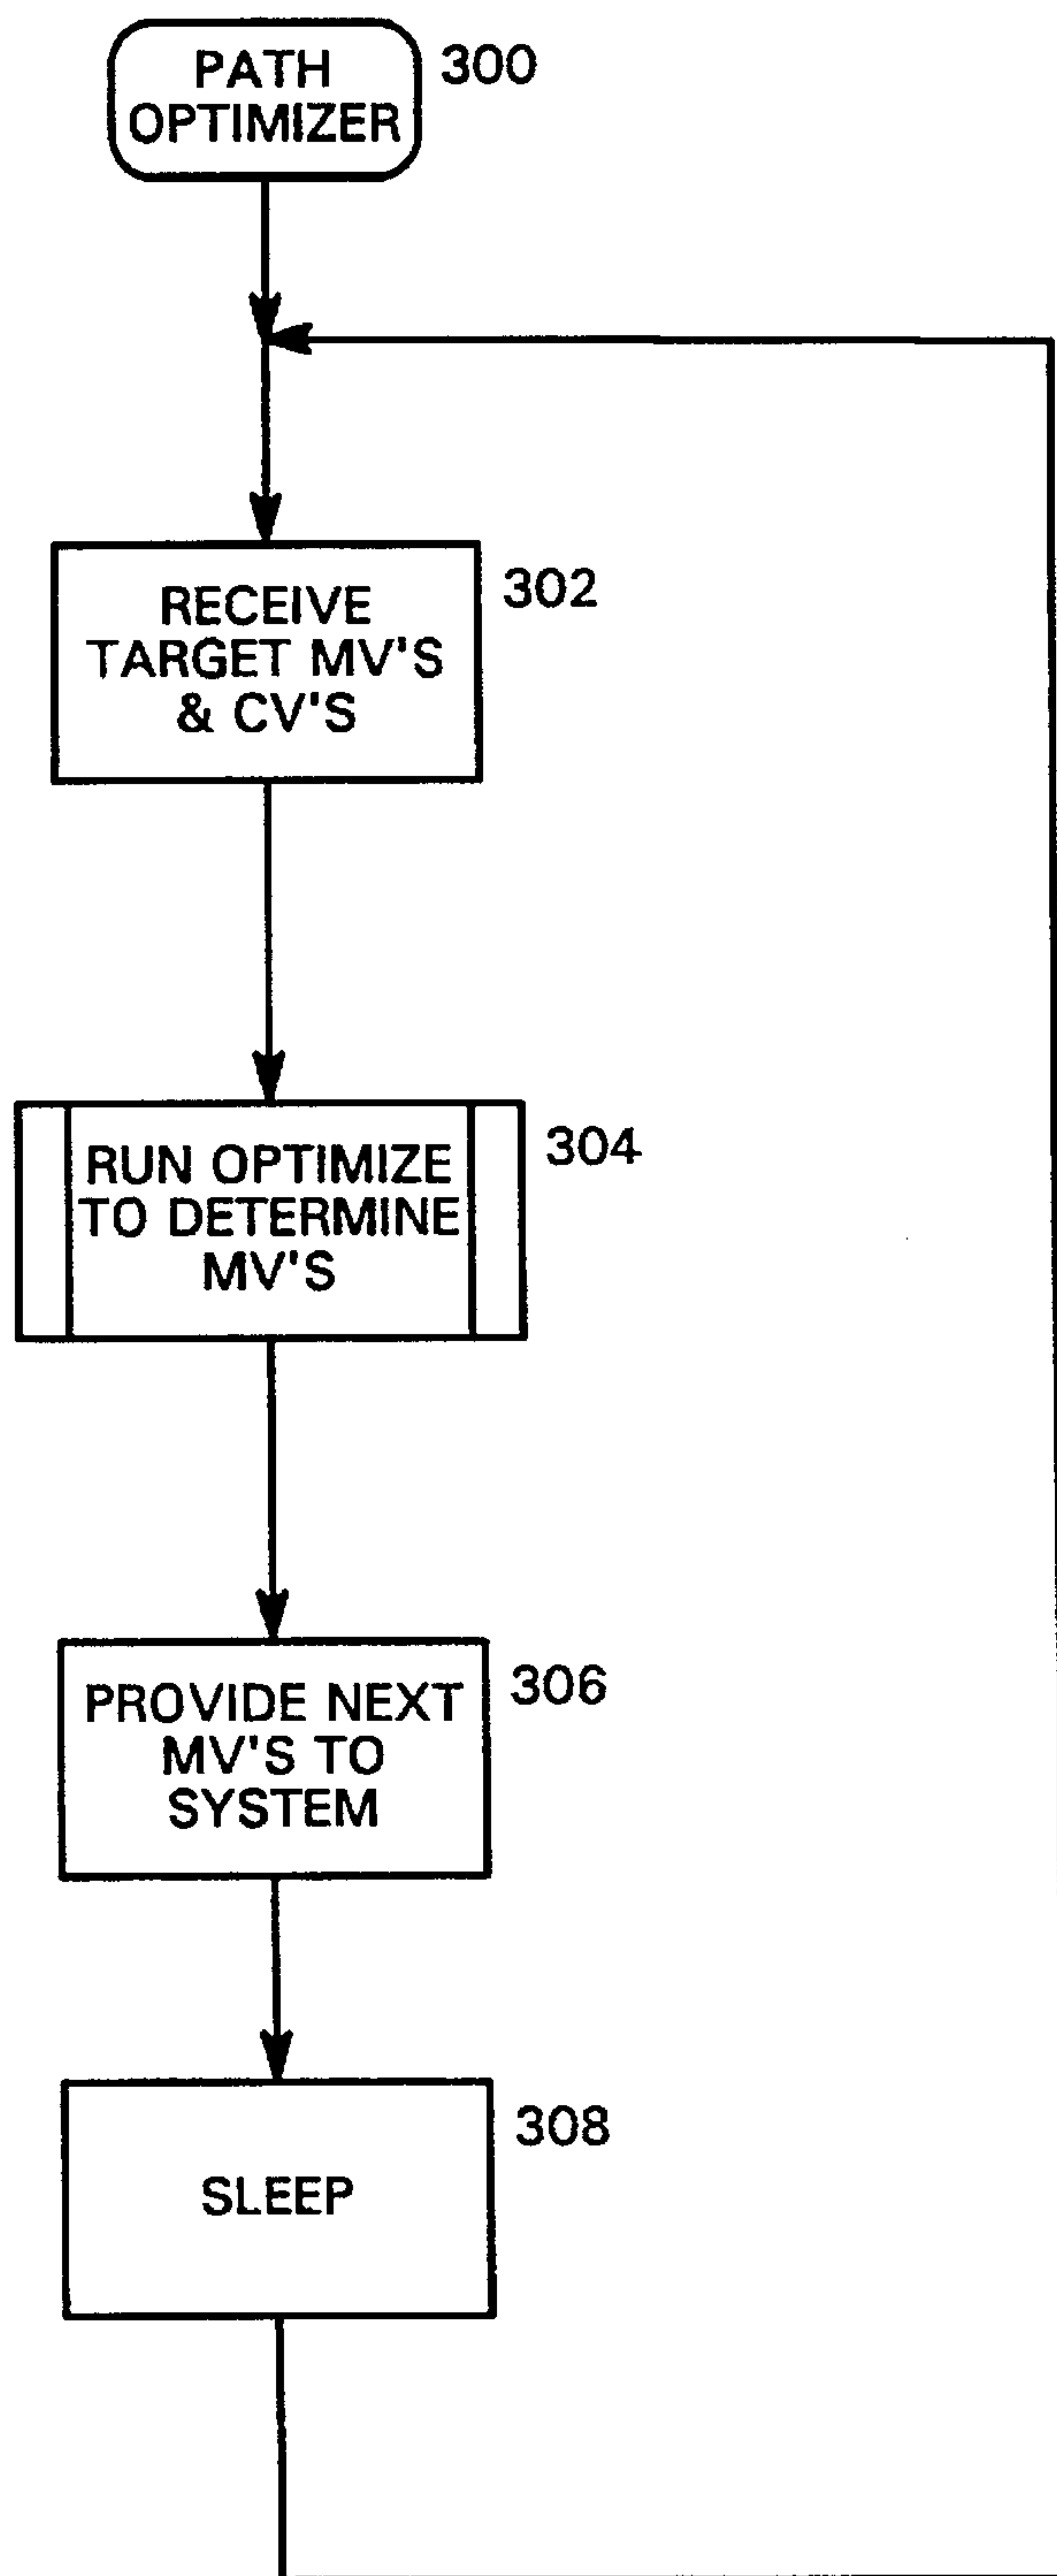 PATH
OPTIMIZER
300
RECEIVE
TARGET MV'S
& CV'S
302
RUN OPTIMIZE
TO DETERMINE
MV'S
304
PROVIDE NEXT
MV'S TO
SYSTEM
306
SLEEP
308